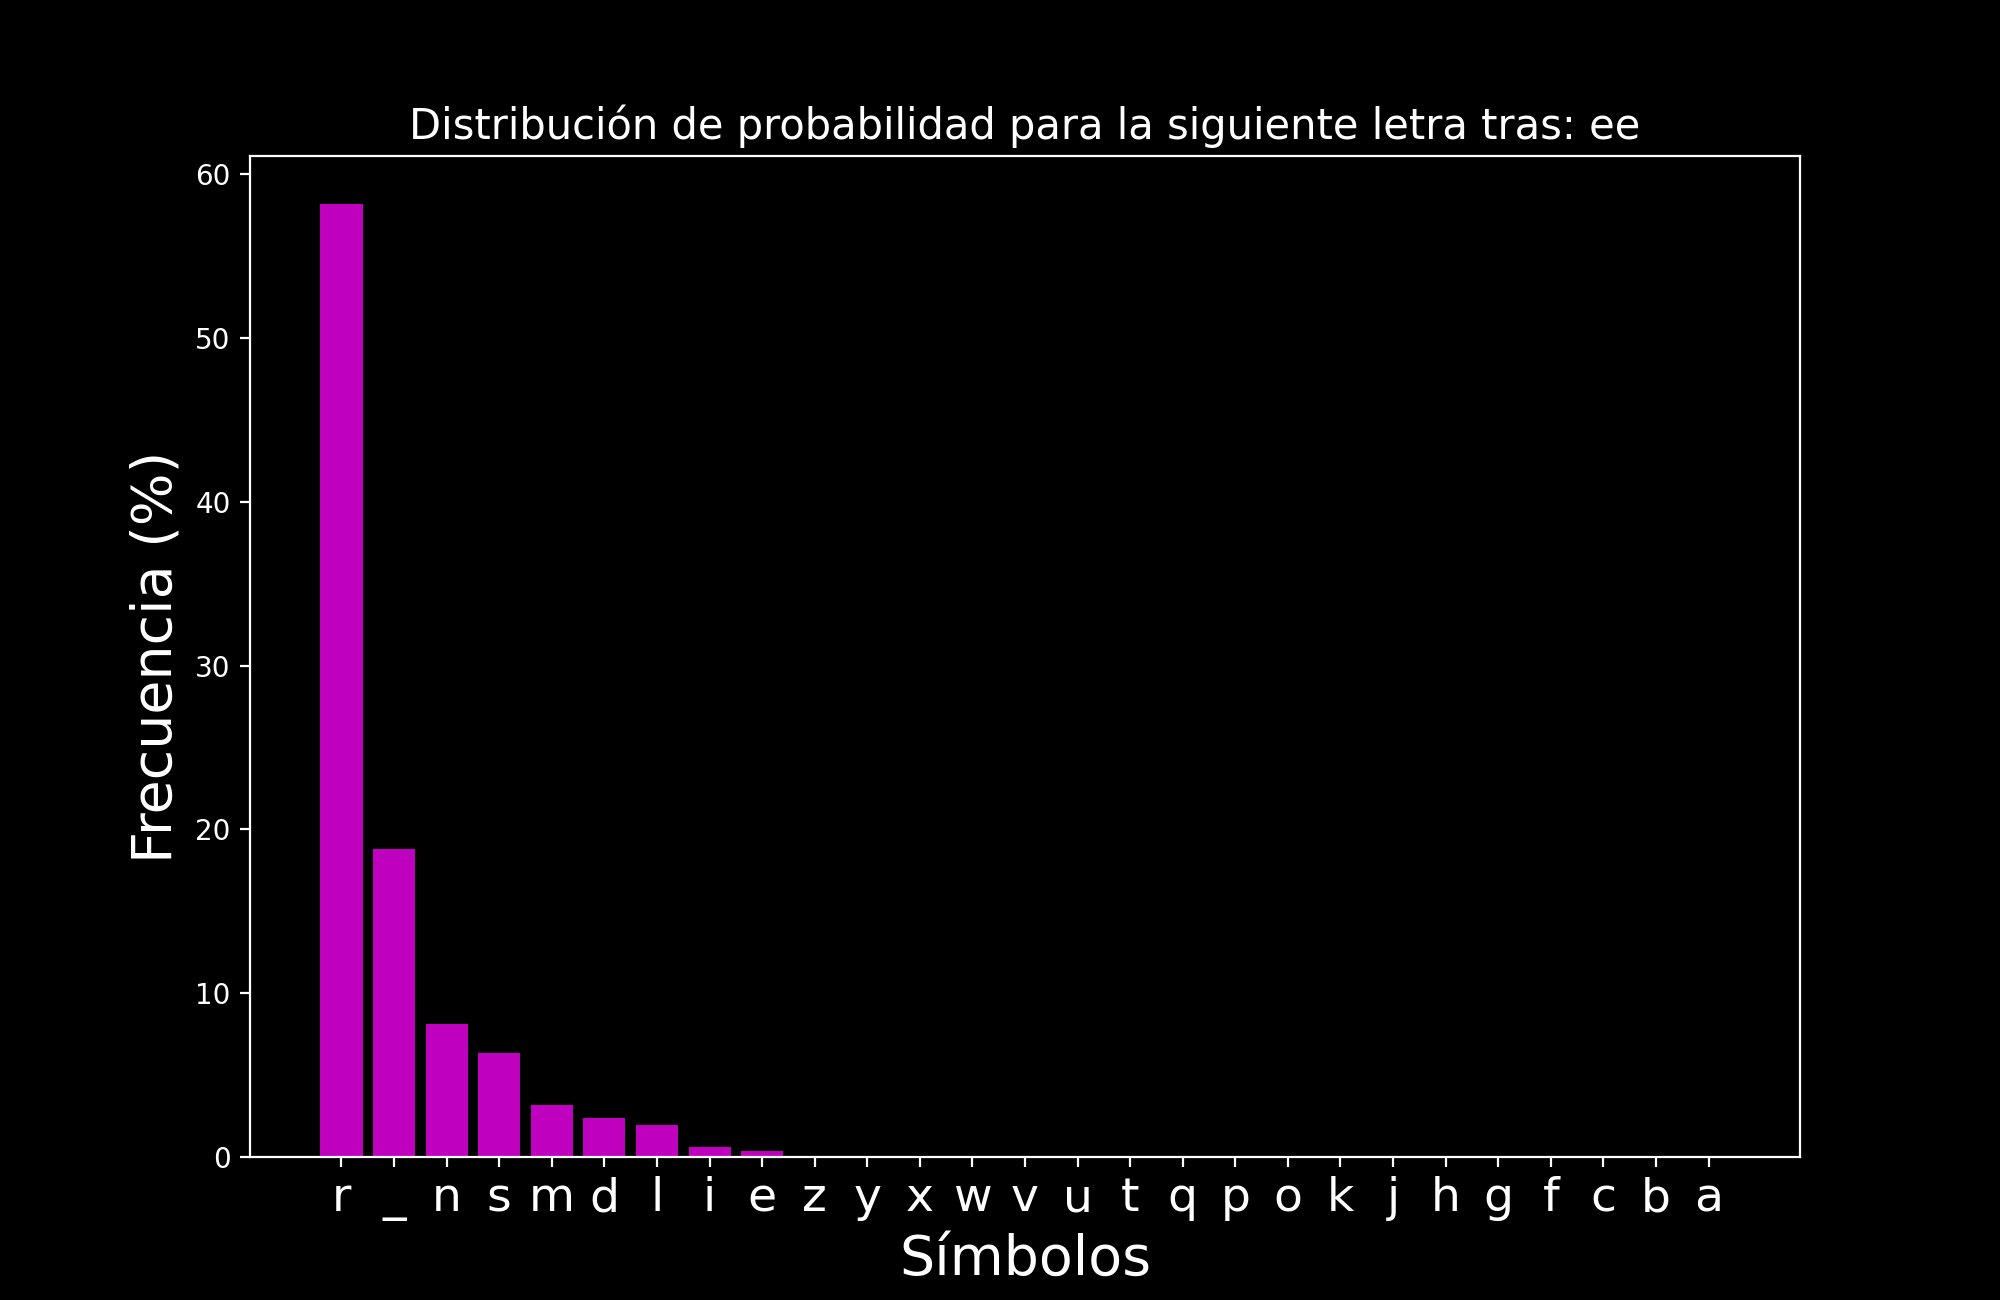 Distribución de probabilidad para la siguiente letra tras: ee
Frecuencia (%)
60
50
40
30
20
10
0
r _ n s m d l i e z y x w v u t q p o k j h g f c b a
Símbolos